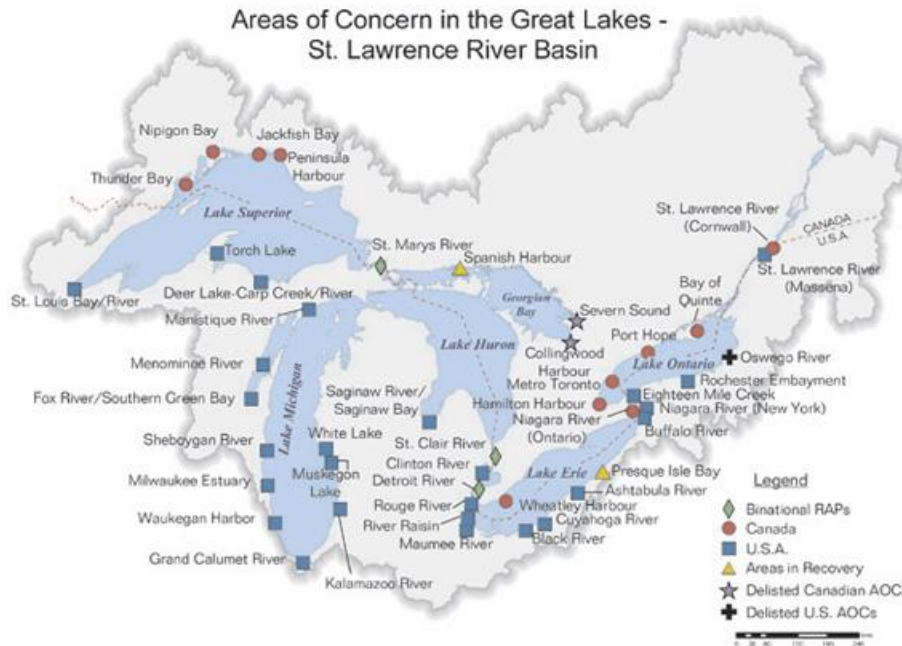 Areas of Concern in the Great Lakes -
St. Lawrence River Basin
Nipigon Bay
Jackfish Bay
Peninsula
Harbour
Thunder Bay
Lake Superior
St. Lawrence River
(Cornwall)
CANADA
U.S.A.
St. Marys River
Spanish Harbour
Torch Lake
St. Lawrence River
(Massena)
St. Louis Bay/River
Deer Lake-Carp Creek/River
Manistique River
Georgian
Bay
Bay of
Quinte
Severn Sound
Port Hope
Lake Huron
Collingwood
Harbour
Lake Ontario
Oswego River
Menominee River
Metro Toronto
Rochester Embayment
Fox River/Southern Green Bay
Lake Michigan
Saginaw River/
Saginaw Bay
Hamilton Harbour
Eighteen Mile Creek
Niagara River (New York)
Niagara River
(Ontario)
Buffalo River
Sheboygan River
White Lake
St. Clair River
Clinton River
Lake Erie
Presque Isle Bay
Muskegon
Lake
Detroit River
Milwaukee Estuary
Ashtabula River
Rouge River
Wheatley Harbour
Waukegan Harbor
River Raisin
Cuyahoga River
Maumee River
Black River
Grand Calumet River
Kalamazoo River
Legend
Binational RAPs
Canada
U.S.A.
Areas in Recovery
Delisted Canadian AOC
Delisted U.S. AOCs